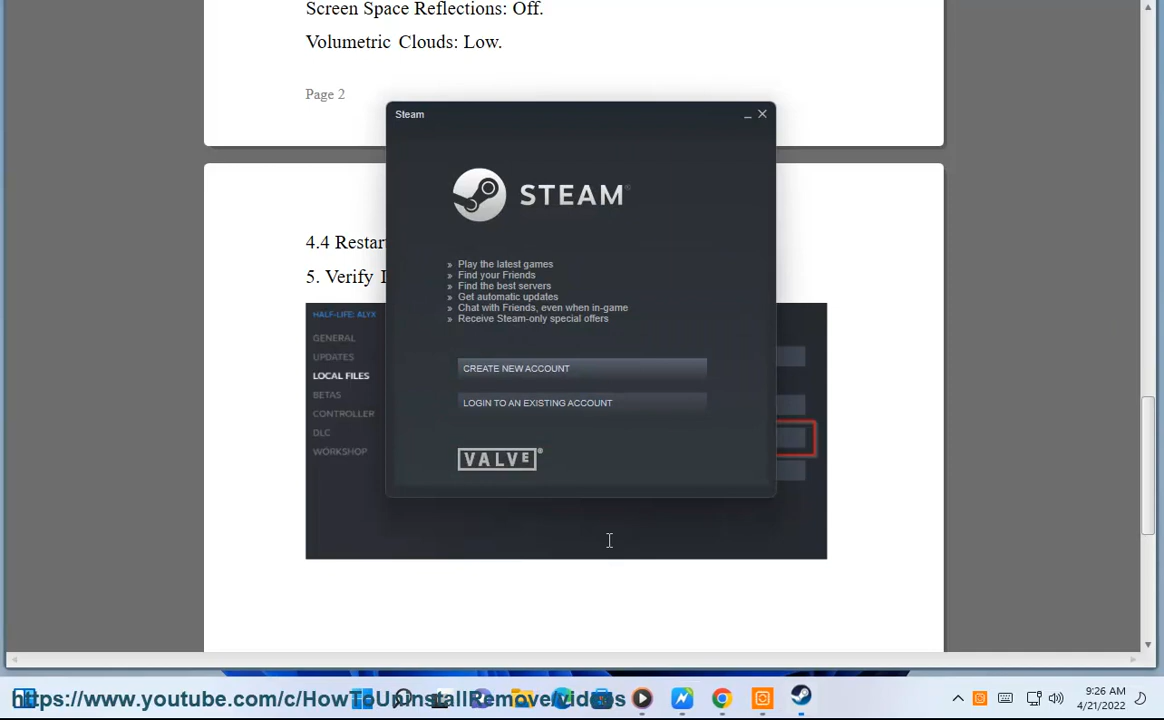 Screen Space Reflections: Off.
Volumetric Clouds: Low.
Page 2
Steam
STEAM®
4.4
5. Verify
» Play the latest games
» Find your Friends
» Find the best servers
» Get automatic updates
» Chat with Friends, even when in-game
» Receive Steam-only special offers
HALF-LIFE: ALYX
GENERAL
UPDATES
LOCAL FILES
BETAS
CONTROLLER
DLC
WORKSHOP
CREATE NEW ACCOUNT
LOGIN TO AN EXISTING ACCOUNT
VALVE®
https://www.youtube.com/c/HowToUninstallRemove/videos
9:26 AM
4/21/2022